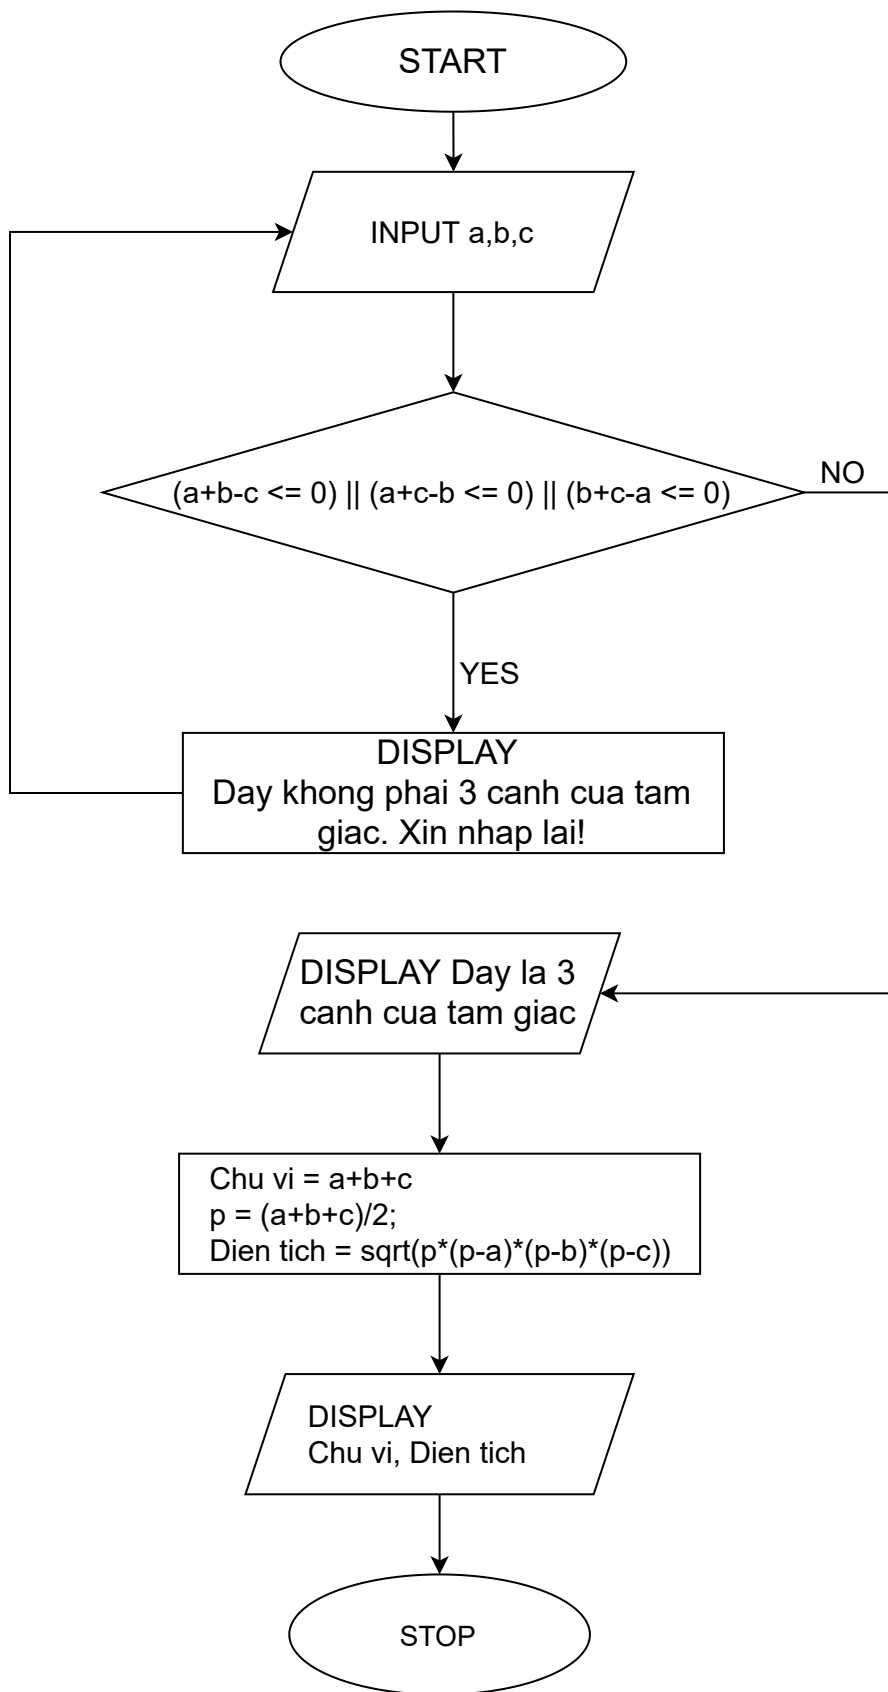 START
INPUT a,b,c
(a+b-c <= 0) || (a+c-b <= 0) || (b+c-a <= 0)
NO
YES
DISPLAY
Day khong phai 3 canh cua tam
giac. Xin nhap lai!
DISPLAY Day la 3
canh cua tam giac
Chu vi = a+b+c
p = (a+b+c)/2;
Dien tich = sqrt(p*(p-a)*(p-b)*(p-c))
DISPLAY
Chu vi, Dien tich
STOP